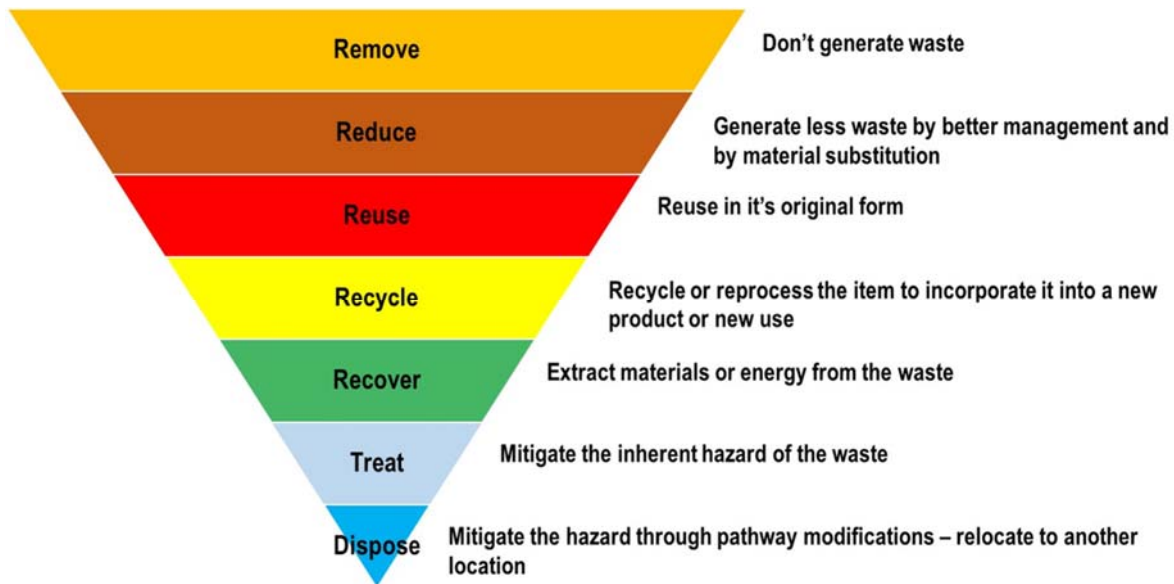 Remove
Don’t generate waste
Reduce
Generate less waste by better management and
by material substitution
Reuse
Reuse in it’s original form
Recycle
Recycle or reprocess the item to incorporate it into a new
product or new use
Recover
Extract materials or energy from the waste
Treat
Mitigate the inherent hazard of the waste
Dispose
Mitigate the hazard through pathway modifications – relocate to another
location